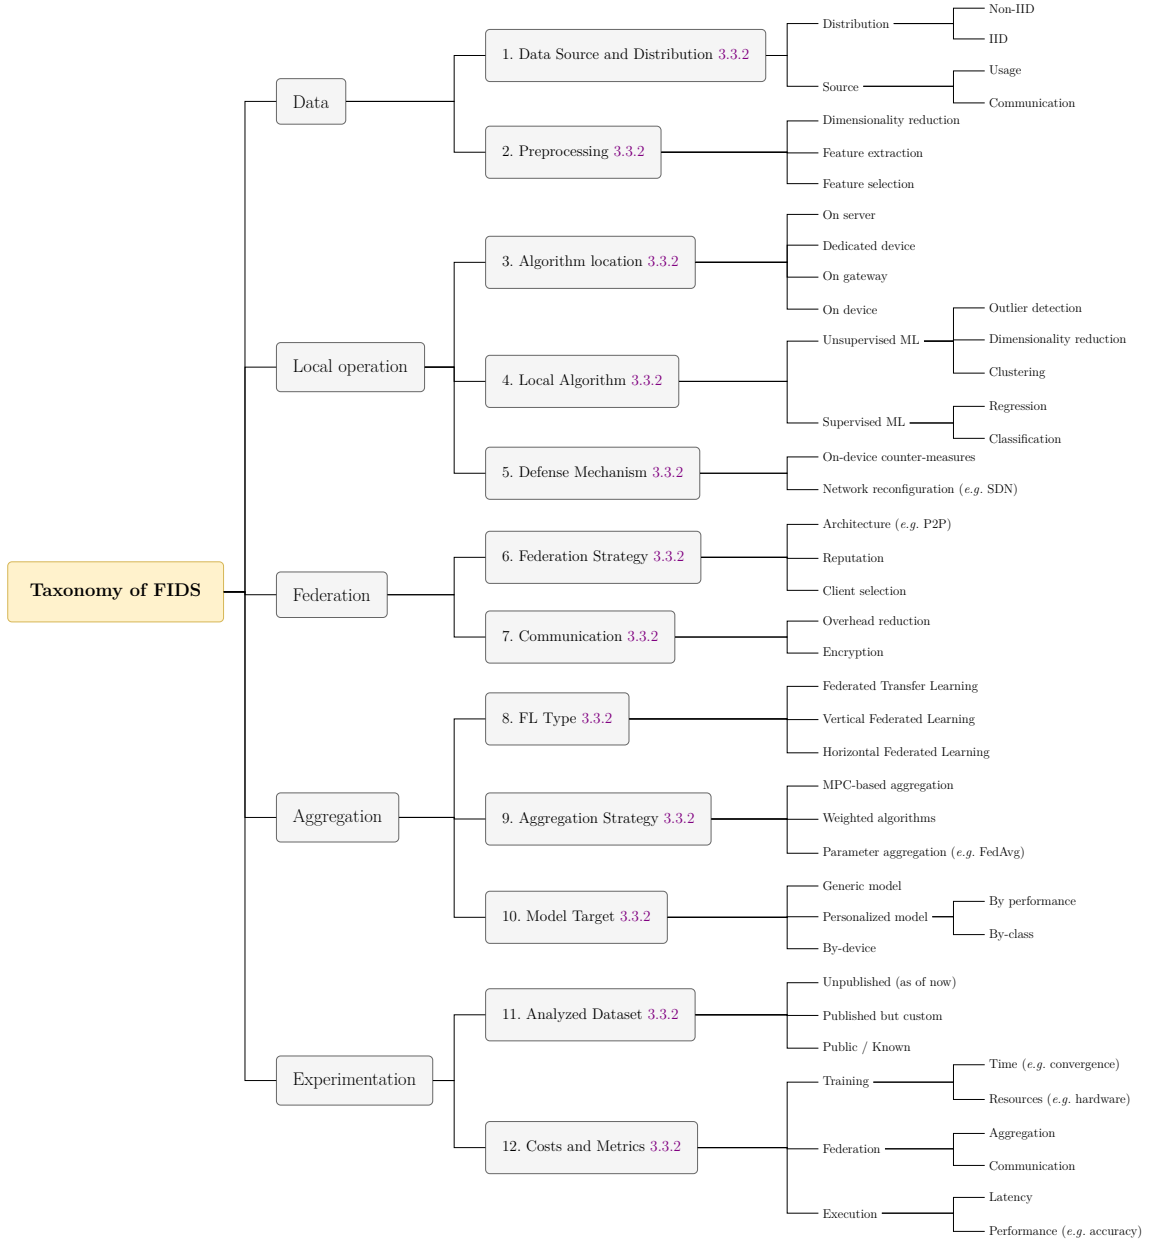 Taxonomy of FIDS
Data
1. Data Source and Distribution 3.3.2
Distribution
Non-IID
IID
Source
Usage
Communication
2. Preprocessing 3.3.2
Dimensionality reduction
Feature extraction
Feature selection
Local operation
3. Algorithm location 3.3.2
On server
Dedicated device
On gateway
On device
4. Local Algorithm 3.3.2
Unsupervised ML
Outlier detection
Dimensionality reduction
Clustering
Supervised ML
Regression
Classification
5. Defense Mechanism 3.3.2
On-device counter-measures
Network reconfiguration (e.g. SDN)
Federation
6. Federation Strategy 3.3.2
Architecture (e.g. P2P)
Reputation
Client selection
7. Communication 3.3.2
Overhead reduction
Encryption
Aggregation
8. FL Type 3.3.2
Federated Transfer Learning
Vertical Federated Learning
Horizontal Federated Learning
9. Aggregation Strategy 3.3.2
MPC-based aggregation
Weighted algorithms
Parameter aggregation (e.g. FedAvg)
10. Model Target 3.3.2
Generic model
Personalized model
By performance
By-class
By-device
Experimentation
11. Analyzed Dataset 3.3.2
Unpublished (as of now)
Published but custom
Public / Known
12. Costs and Metrics 3.3.2
Training
Time (e.g. convergence)
Resources (e.g. hardware)
Federation
Aggregation
Communication
Execution
Latency
Performance (e.g. accuracy)